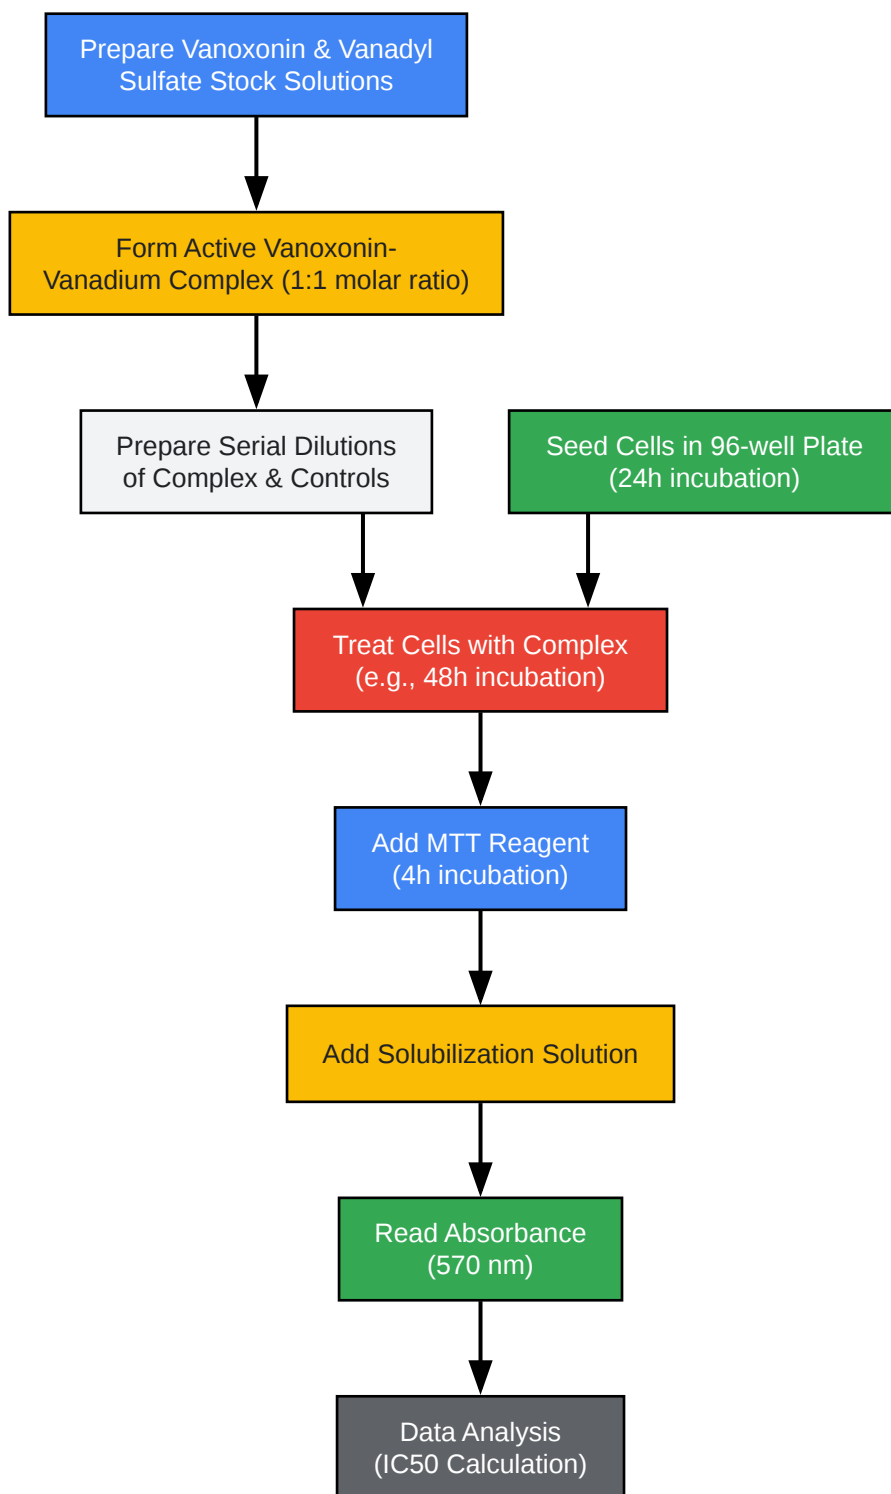 Prepare Vanoxonin & Vanadyl
Sulfate Stock Solutions
Form Active Vanoxonin-
Vanadium Complex (1:1 molar ratio)
Prepare Serial Dilutions
of Complex & Controls
Seed Cells in 96-well Plate
(24h incubation)
Treat Cells with Complex
(e.g., 48h incubation)
Add MTT Reagent
(4h incubation)
Add Solubilization Solution
Read Absorbance
(570 nm)
Data Analysis
(IC50 Calculation)